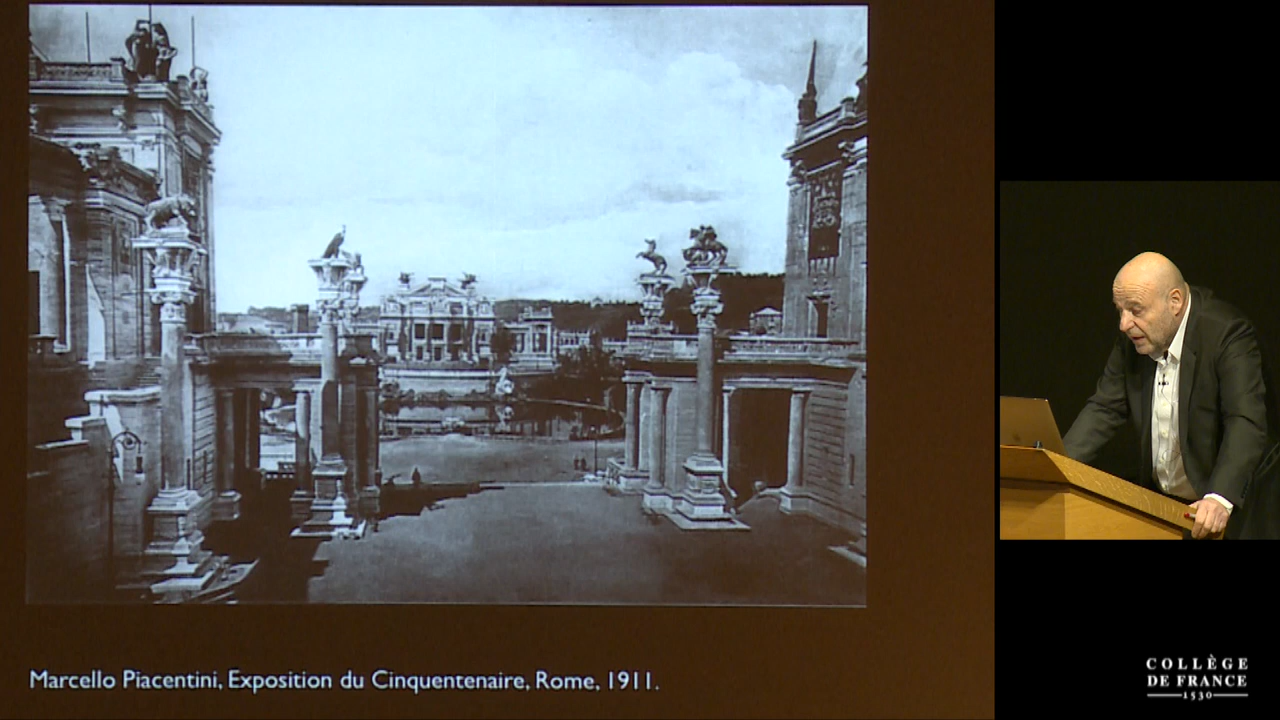 Marcello Piacentini, Exposition du Cinquentenaire, Rome, 1911.
COLLÈGE
DE FRANCE
1530